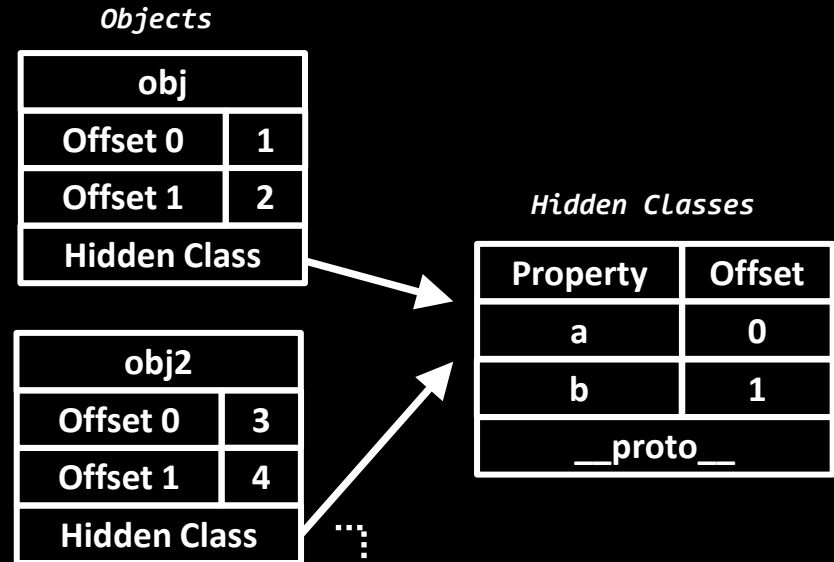 Objects
obj
Offset 0 1
Offset 1 2
Hidden Class
obj2
Offset 0 3
Offset 1 4
Hidden Class
Hidden Classes
Property Offset
a 0
b 1
__proto__